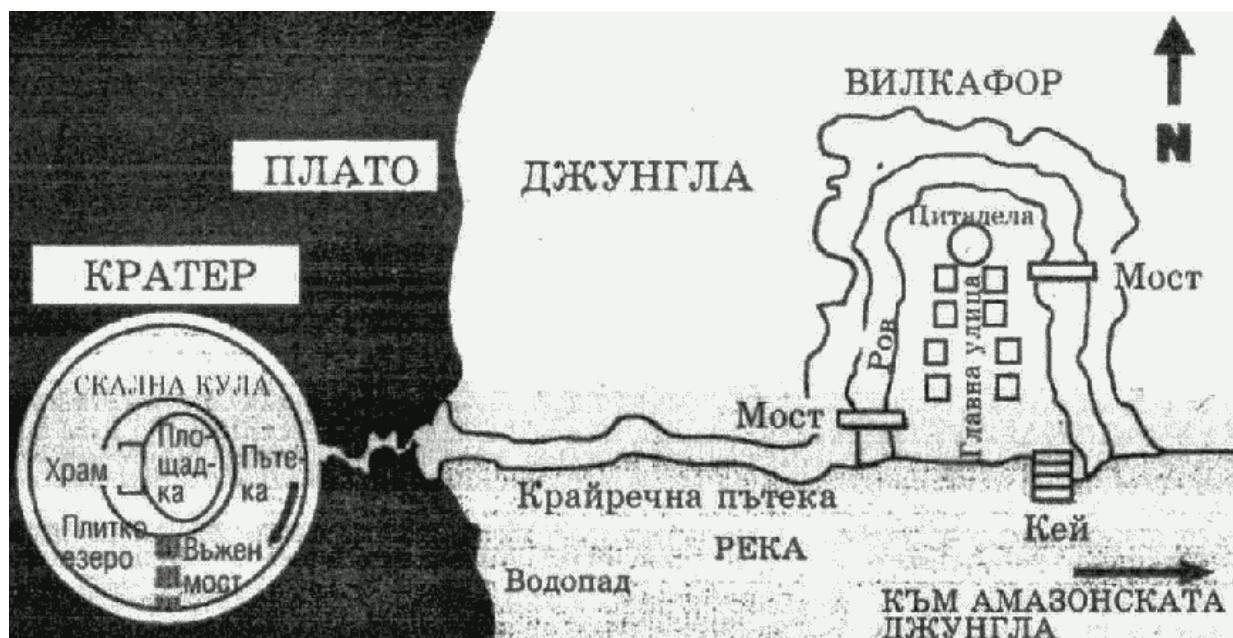 ВИЛКАФОР
N
ПЛАТО
ДЖУНГЛА
Цитадела
КРАТЕР
Мост
Главна улица
Ров
СКАЛНА КУЛА
Мост
Пло-
щад-
ка
Храм
Пъте-
ка
Крайречна пътека
Плитко
езеро
Въжен
мост
РЕКА
Кей
Водопад
КЪМ АМАЗОНСКАТА
ДЖУНГЛА